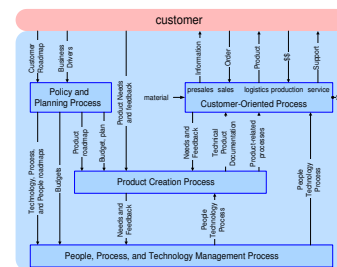 customer
Customer
Roadmap
Business
Drivers
Product Needs
and feedback
Information
Order
Product
$$
Support
Policy and
Planning Process
material
presales sales logistics production service
Customer-Oriented Process
Technology, Process,
and People roadmaps
Budgets
Product
roadmap
Budget, plan
Needs and
Feedback
Technical
Product
Documentation
Product-related
processes
People
Technology
Process
Product Creation Process
Needs and
Feedback
People
Technology
Process
People, Process, and Technology Management Process